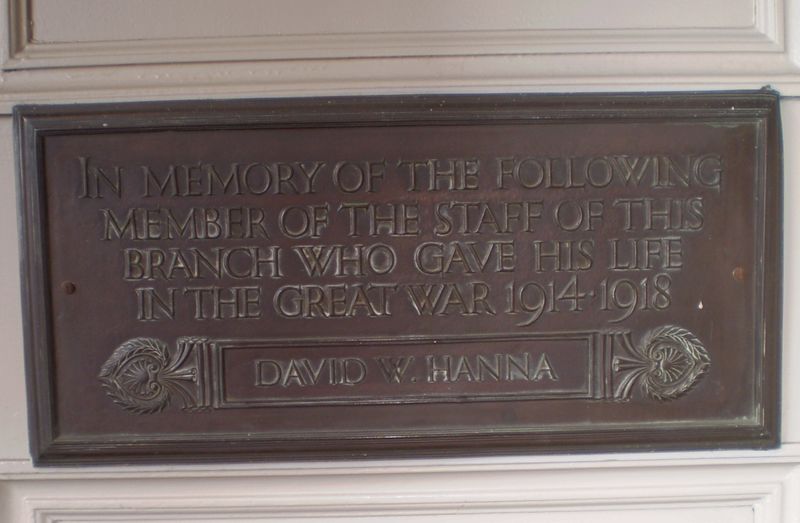 IN MEMORY OF THE FOLLOWING
MEMBER OF THE STAFF OF THIS
BRANCH WHO GAVE HIS LIFE
IN THE GREAT WAR 1914·1918
DAVID W. HANNA